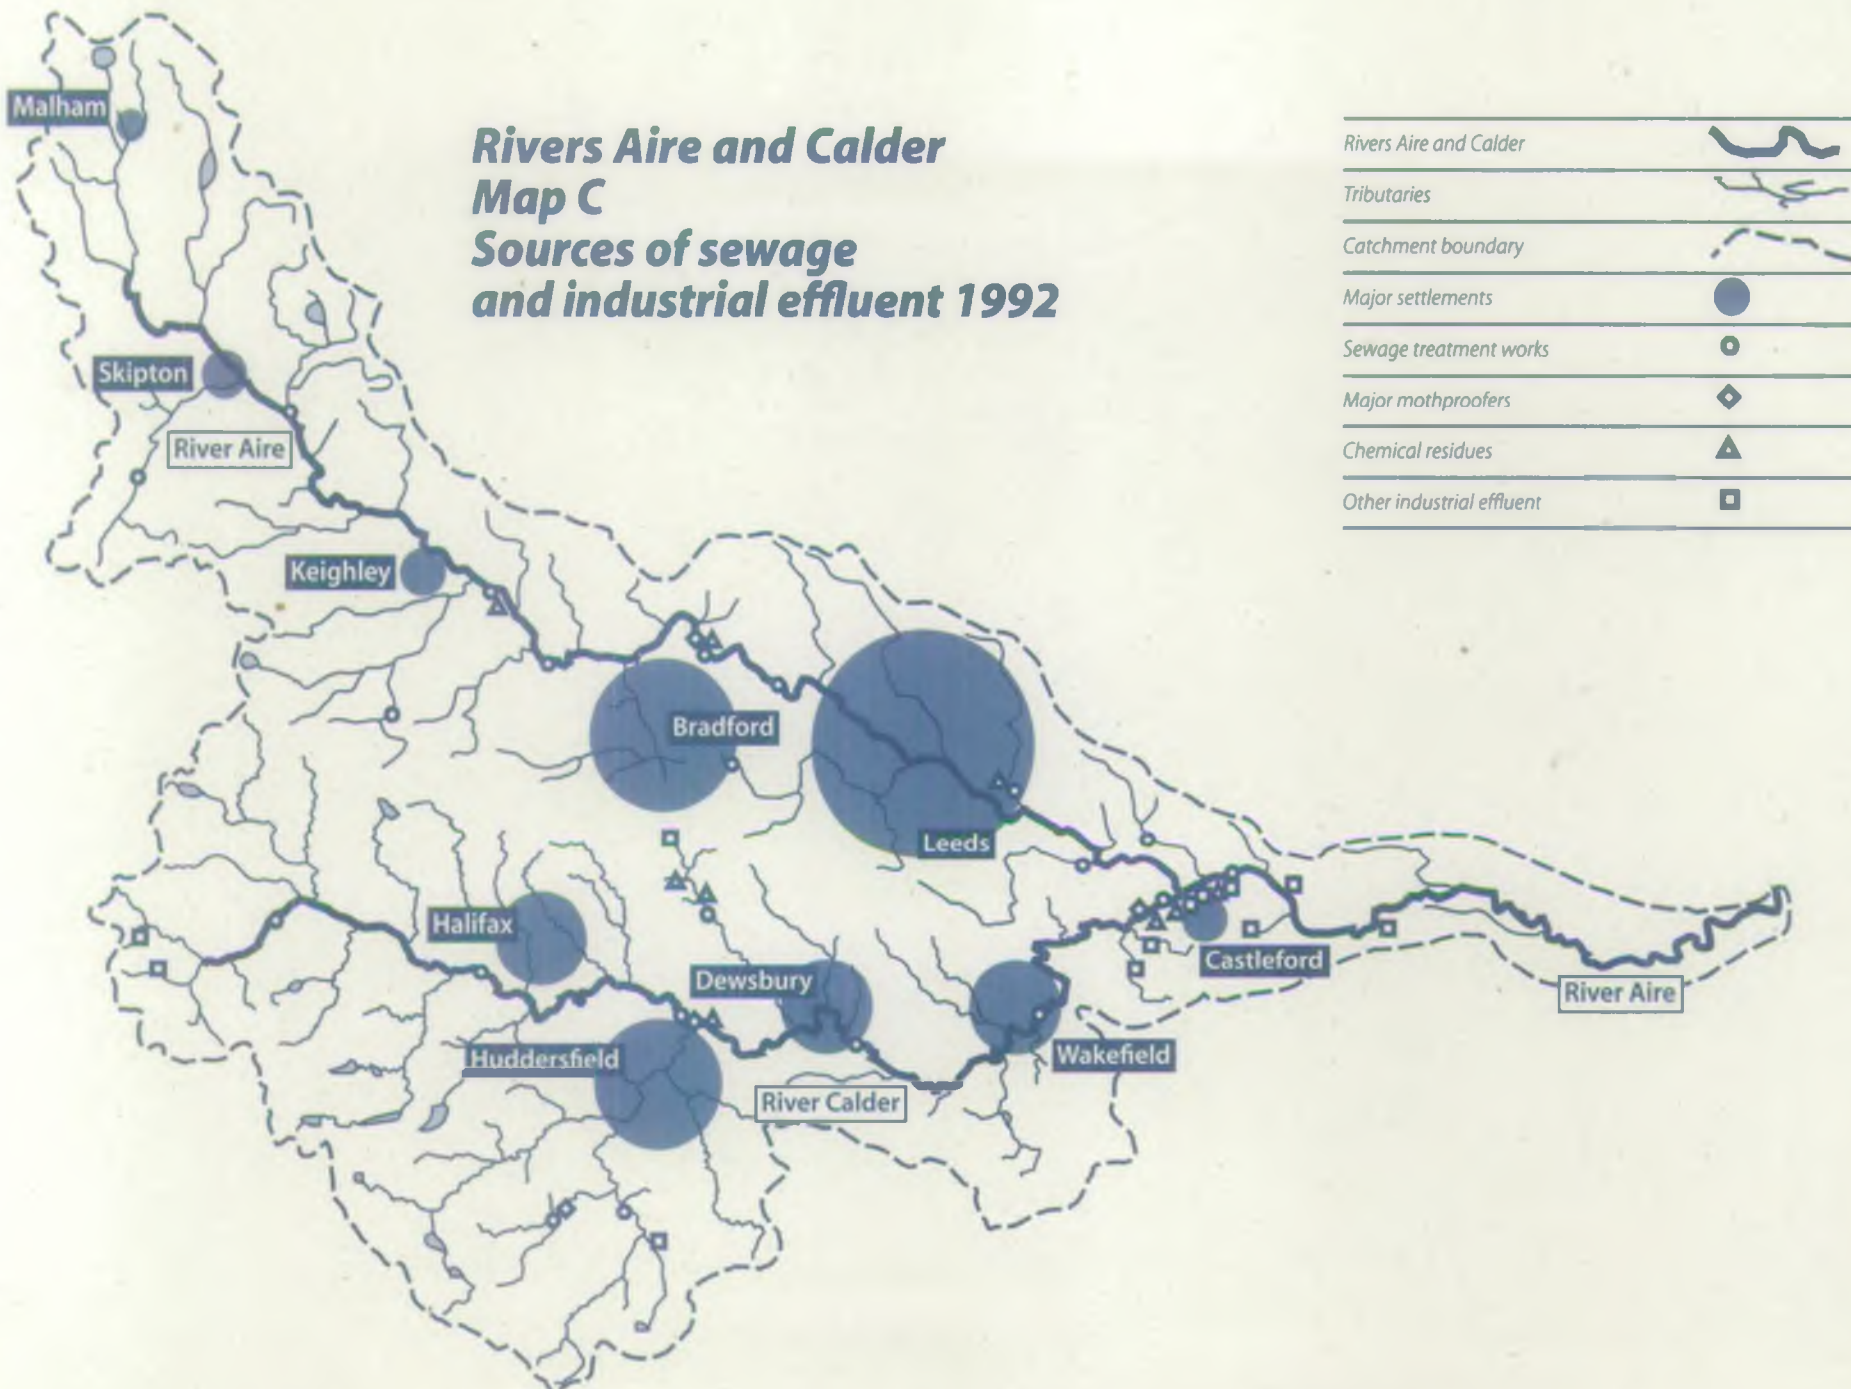 Malham
Rivers Aire and Calder
Map C
Sources of sewage
and industrial effluent 1992
Rivers Aire and Calder
Tributaries
Catchment boundary
Major settlements
Sewage treatment works
Major mothproofers
Chemical residues
Other industrial effluent
Skipton
River Aire
Keighley
Bradford
Leeds
Halifax
Dewsbury
Castleford
River Aire
Huddersfield
Wakefield
River Calder